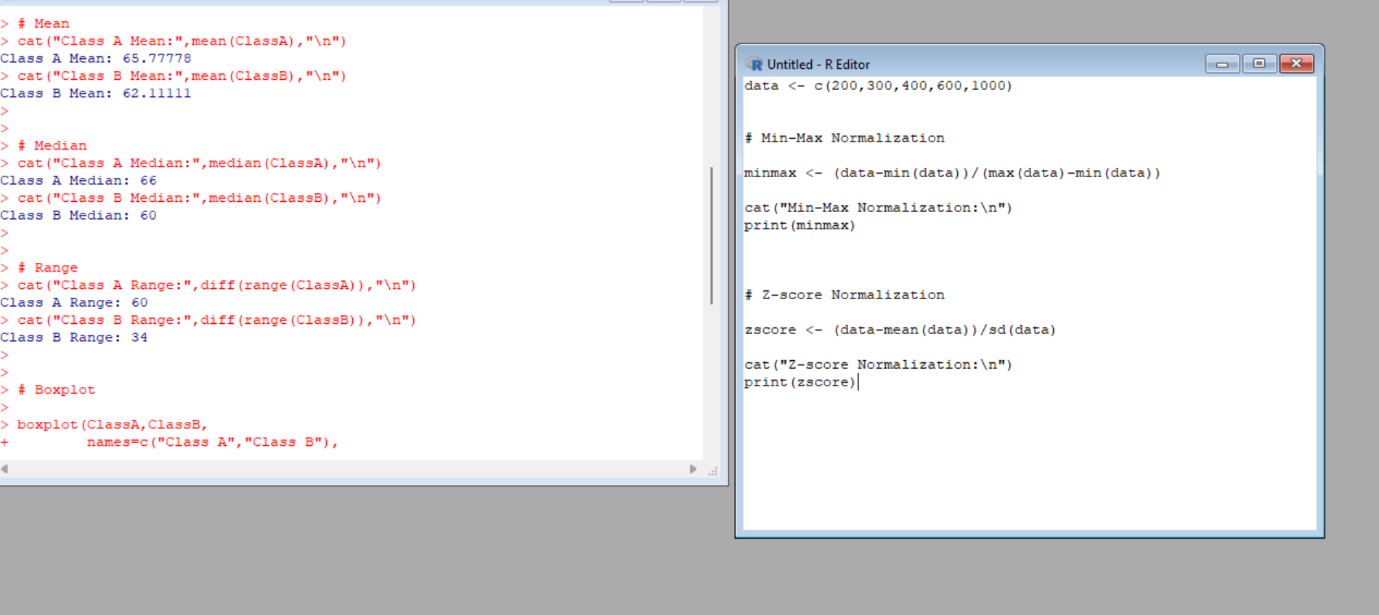 > # Mean
> cat("Class A Mean:",mean(ClassA),"\n")
Class A Mean: 65.77778
> cat("Class B Mean:",mean(ClassB),"\n")
Class B Mean: 62.11111
>
>
> # Median
> cat("Class A Median:",median(ClassA),"\n")
Class A Median: 66
> cat("Class B Median:",median(ClassB),"\n")
Class B Median: 60
>
>
> # Range
> cat("Class A Range:",diff(range(ClassA)),"\n")
Class A Range: 60
> cat("Class B Range:",diff(range(ClassB)),"\n")
Class B Range: 34
>
>
> # Boxplot
>
> boxplot(ClassA,ClassB,
+         names=c("Class A","Class B"),
Untitled - R Editor
data <- c(200,300,400,600,1000)
# Min-Max Normalization
minmax <- (data-min(data))/(max(data)-min(data))
cat("Min-Max Normalization:\n")
print(minmax)
# Z-score Normalization
zscore <- (data-mean(data))/sd(data)
cat("Z-score Normalization:\n")
print(zscore)